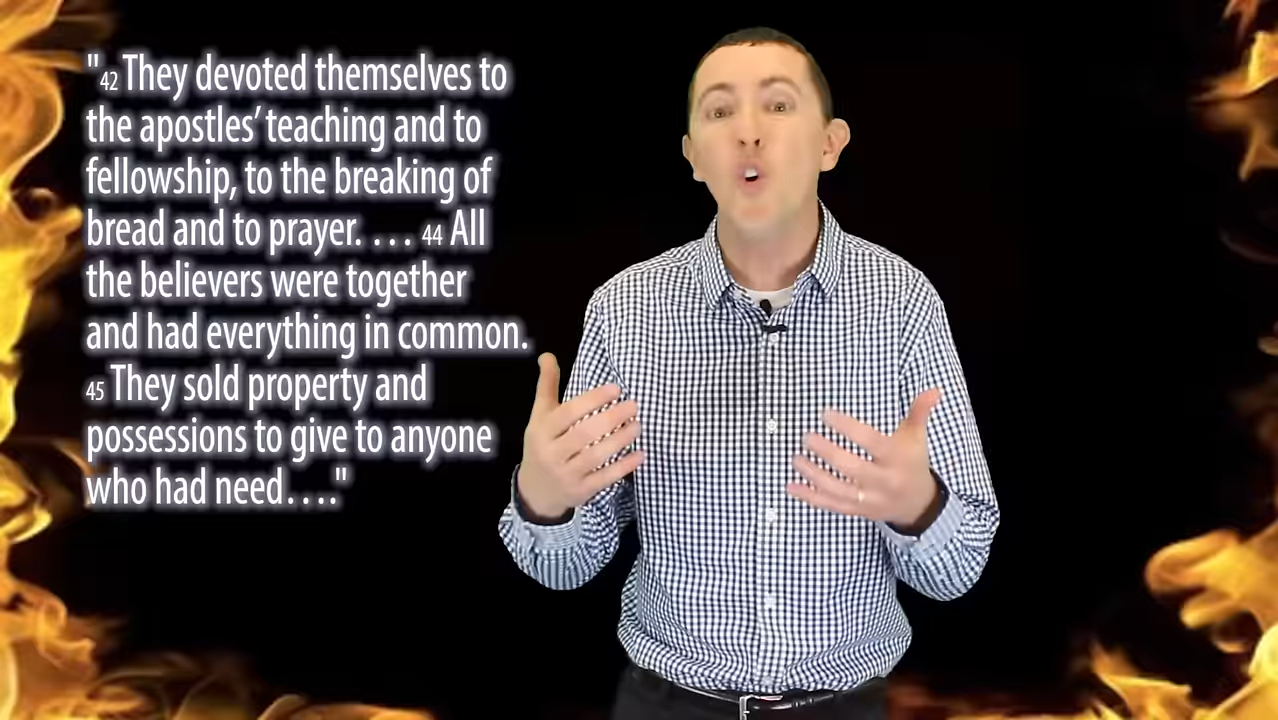 "42 They devoted themselves to
the apostles’ teaching and to
fellowship, to the breaking of
bread and to prayer. . . . 44 All
the believers were together
and had everything in common.
45 They sold property and
possessions to give to anyone
who had need. . . ."